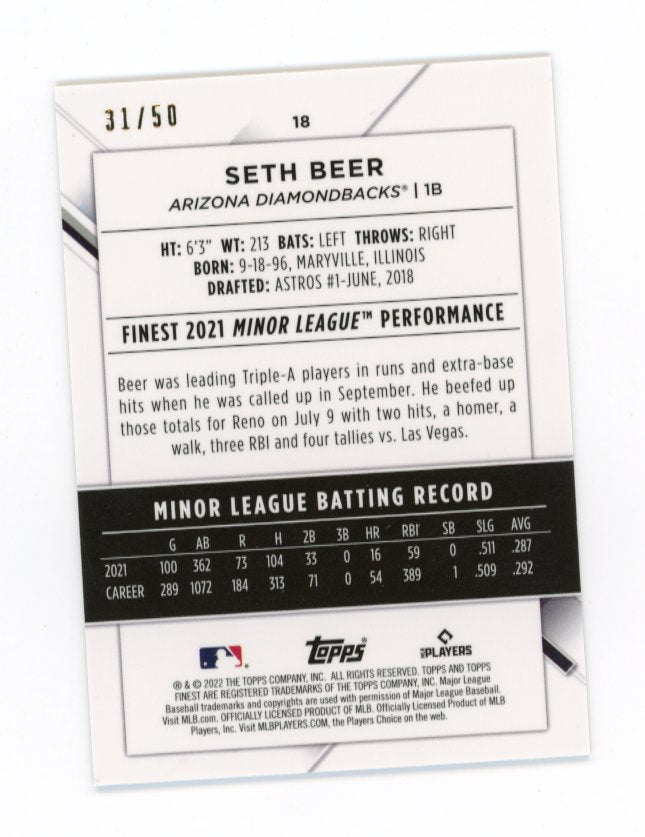 31/50
18
SETH BEER
ARIZONA DIAMONDBACKS® | 1B
HT: 6'3" WT: 213 BATS: LEFT THROWS: RIGHT
BORN: 9-18-96, MARYVILLE, ILLINOIS
DRAFTED: ASTROS #1-JUNE, 2018
FINEST 2021 MINOR LEAGUE™ PERFORMANCE
Beer was leading Triple-A players in runs and extra-base
hits when he was called up in September. He beefed up
those totals for Reno on July 9 with two hits, a homer, a
walk, three RBI and four tallies vs. Las Vegas.
MINOR LEAGUE BATTING RECORD
G AB R H 2B 3B HR RBI SB SLG AVG
2021 100 362 73 104 33 0 16 59 0 .511 .287
CAREER 289 1072 184 313 71 0 54 389 1 .509 .292
Topps®
MLB PLAYERS
® & © 2022 THE TOPPS COMPANY, INC. ALL RIGHTS RESERVED. TOPPS AND TOPPS
FINEST ARE REGISTERED TRADEMARKS OF THE TOPPS COMPANY, INC. Major League
Baseball trademarks and copyrights are used with permission of Major League Baseball.
Visit MLB.com. OFFICIALLY LICENSED PRODUCT OF MLB. Officially Licensed Product of MLB
Players, Inc. Visit MLBPLAYERS.COM, the Players Choice on the web.